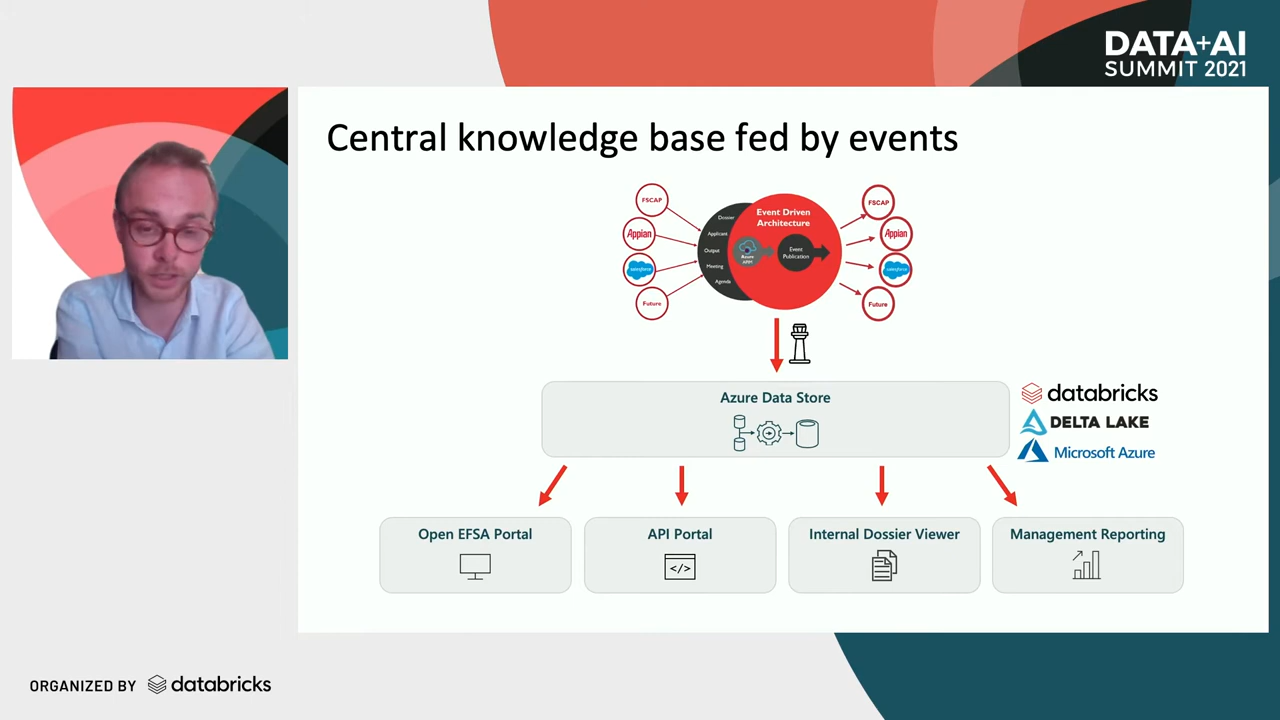 DATA+AI
SUMMIT 2021
Central knowledge base fed by events
FSCAP
Appian
salesforce
Future
Dossier
Applicant
Output
Meeting
Agenda
Event Driven
Architecture
Azure
APIM
Event
Publication
FSCAP
Appian
salesforce
Future
Azure Data Store
databricks
DELTA LAKE
Microsoft Azure
Open EFSA Portal
API Portal
</>
Internal Dossier Viewer
Management Reporting
ORGANIZED BY databricks